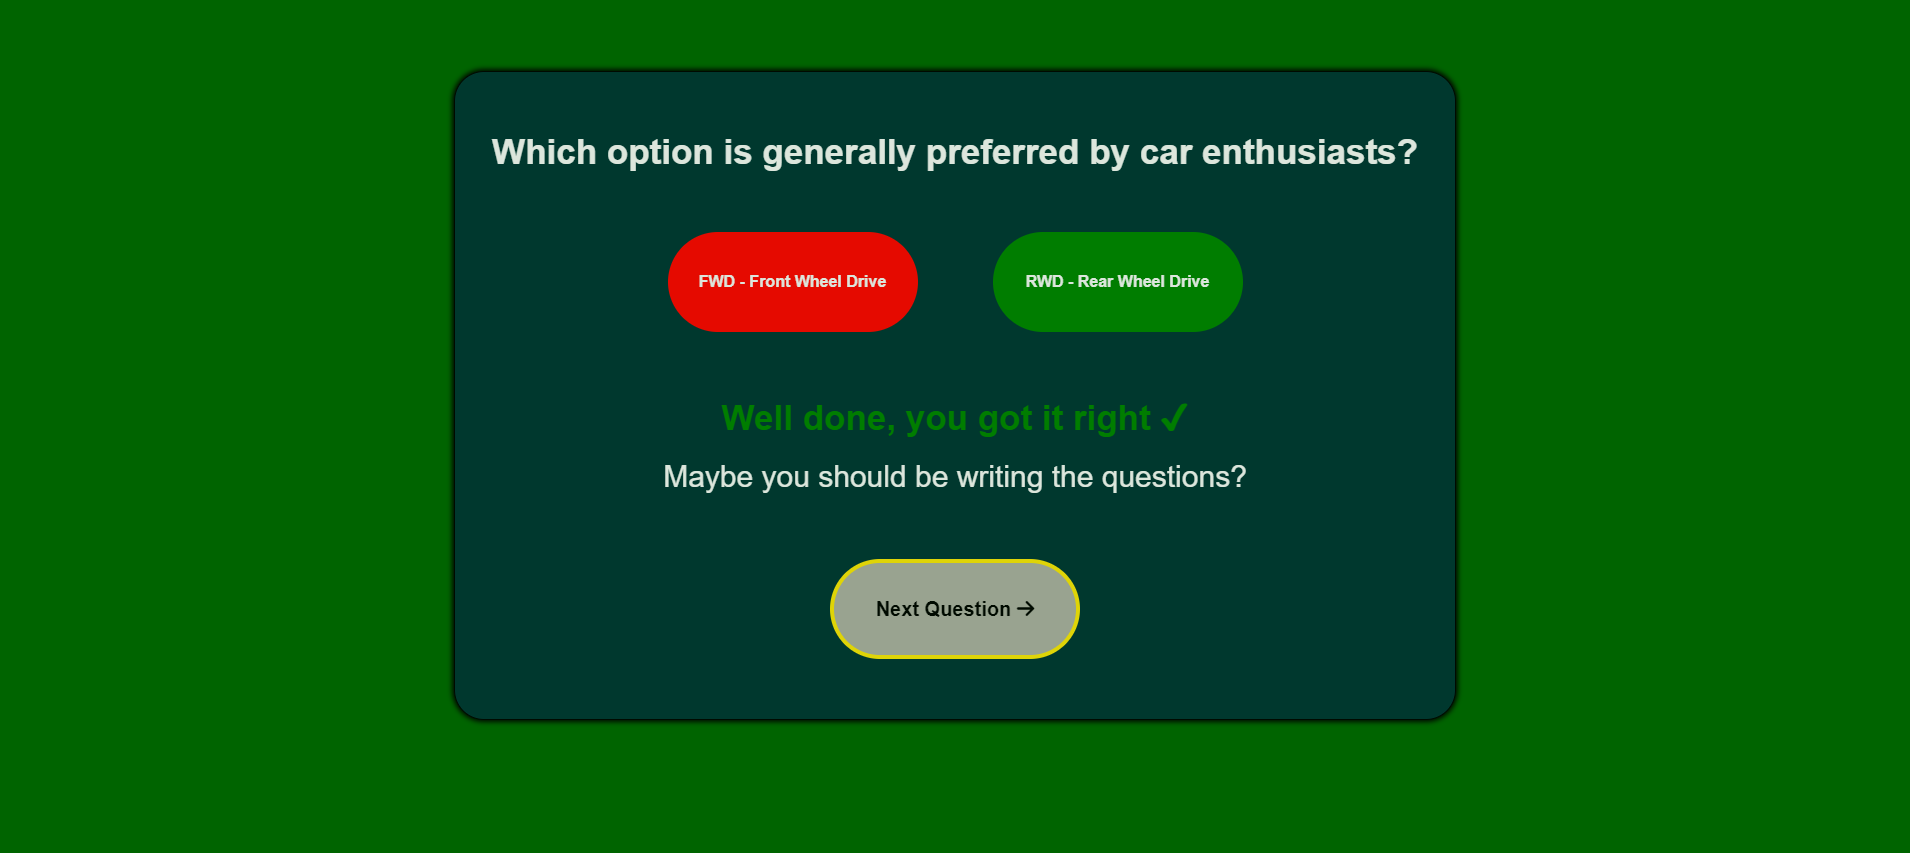 Which option is generally preferred by car enthusiasts?
FWD - Front Wheel Drive
RWD - Rear Wheel Drive
Well done, you got it right ✓
Maybe you should be writing the questions?
Next Question →